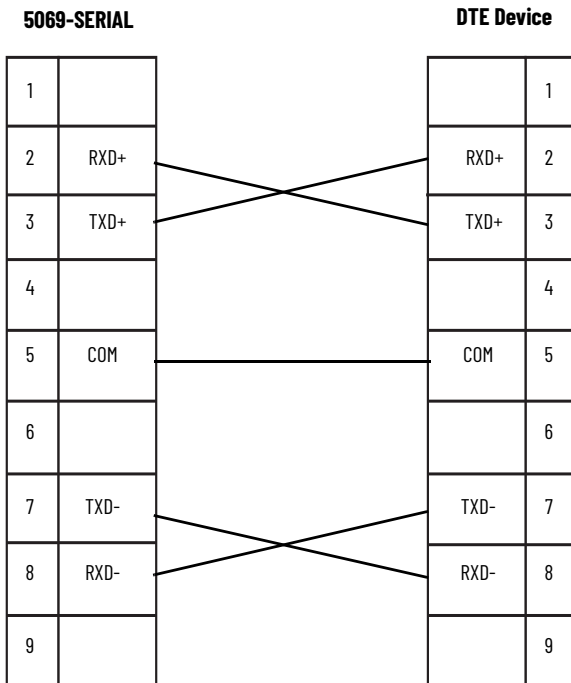 5069-SERIAL DTE Device
1 1
2 RXD+ RXD+ 2
3 TXD+ TXD+ 3
4 4
5 COM COM 5
6 6
7 TXD- TXD- 7
8 RXD- RXD- 8
9 9